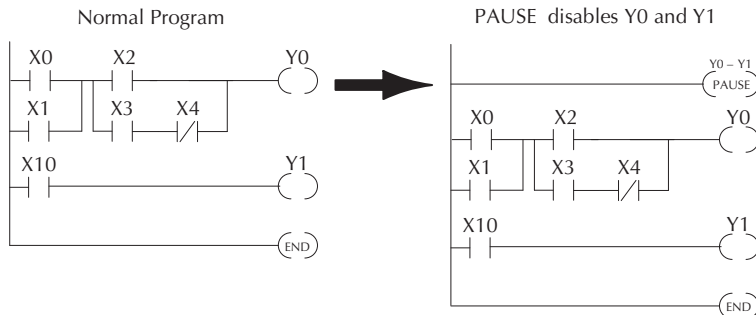 Normal Program
X0 X2 Y0
X1 X3 X4
X10 Y1
END
PAUSE disables Y0 and Y1
Y0 – Y1
PAUSE
X0 X2 Y0
X1 X3 X4
X10 Y1
END